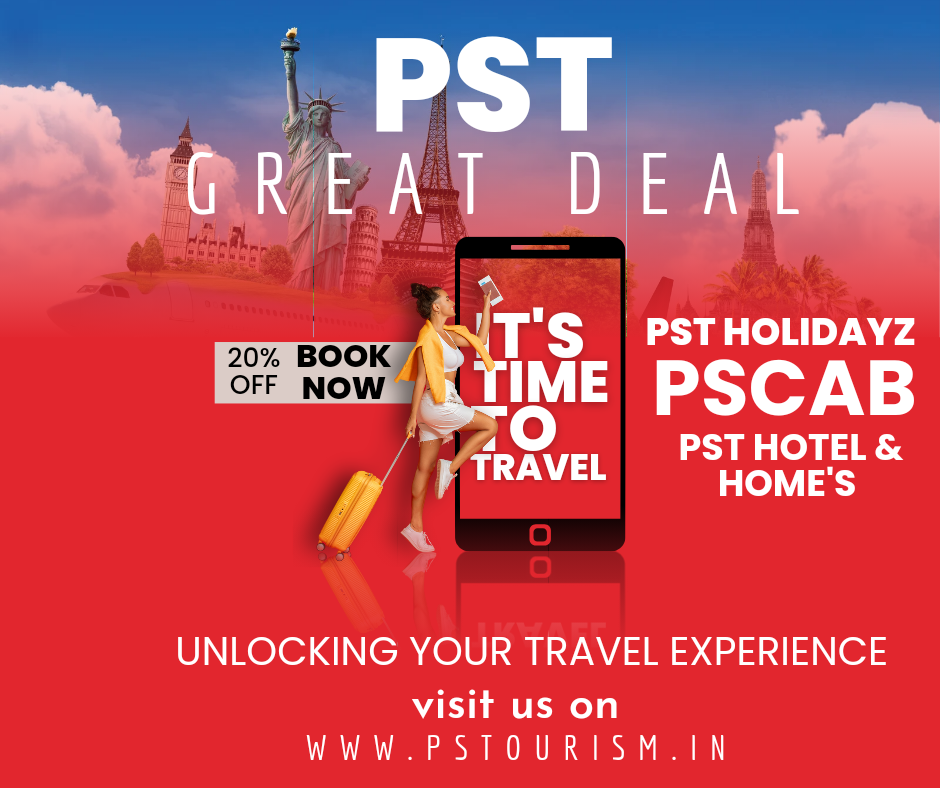 PST
GREAT DEAL
20%
OFF
BOOK
NOW
IT'S
TIME
TO
TRAVEL
PST HOLIDAYZ
PSCAB
PST HOTEL &
HOME'S
UNLOCKING YOUR TRAVEL EXPERIENCE
visit us on
WWW.PSTOURISM.IN